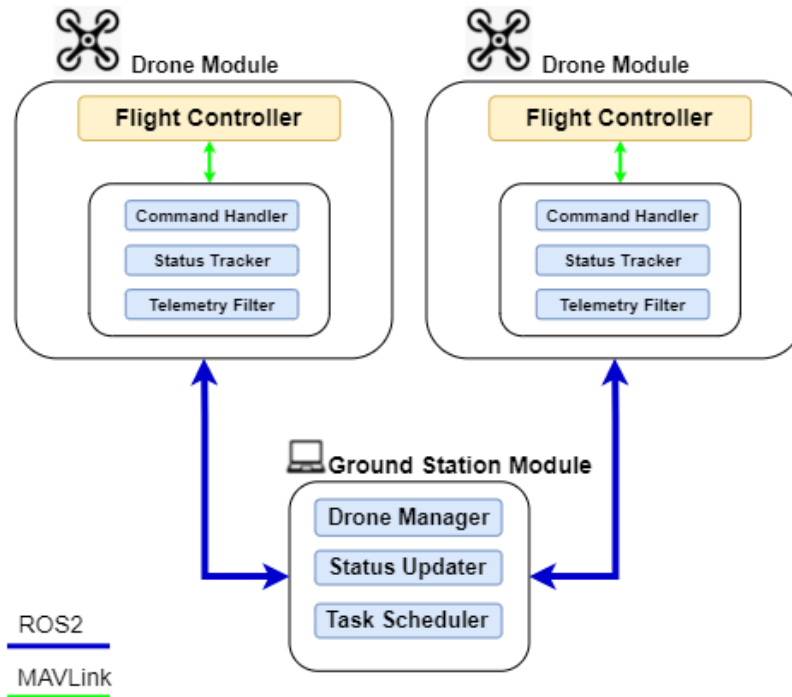 Drone Module
Flight Controller
Command Handler
Status Tracker
Telemetry Filter
Drone Module
Flight Controller
Command Handler
Status Tracker
Telemetry Filter
Ground Station Module
Drone Manager
Status Updater
Task Scheduler
ROS2
MAVLink